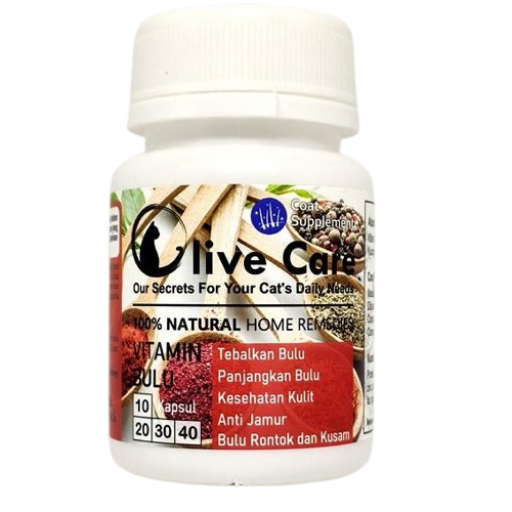 Coat
Supplement
Olive Care
Our Secrets For Your Cat's Daily Needs
100% NATURAL HOME REMEDIES
VITAMIN
BULU
10 Kapsul
20 30 40
Tebalkan Bulu
Panjangkan Bulu
Kesehatan Kulit
Anti Jamur
Bulu Rontok dan Kusam